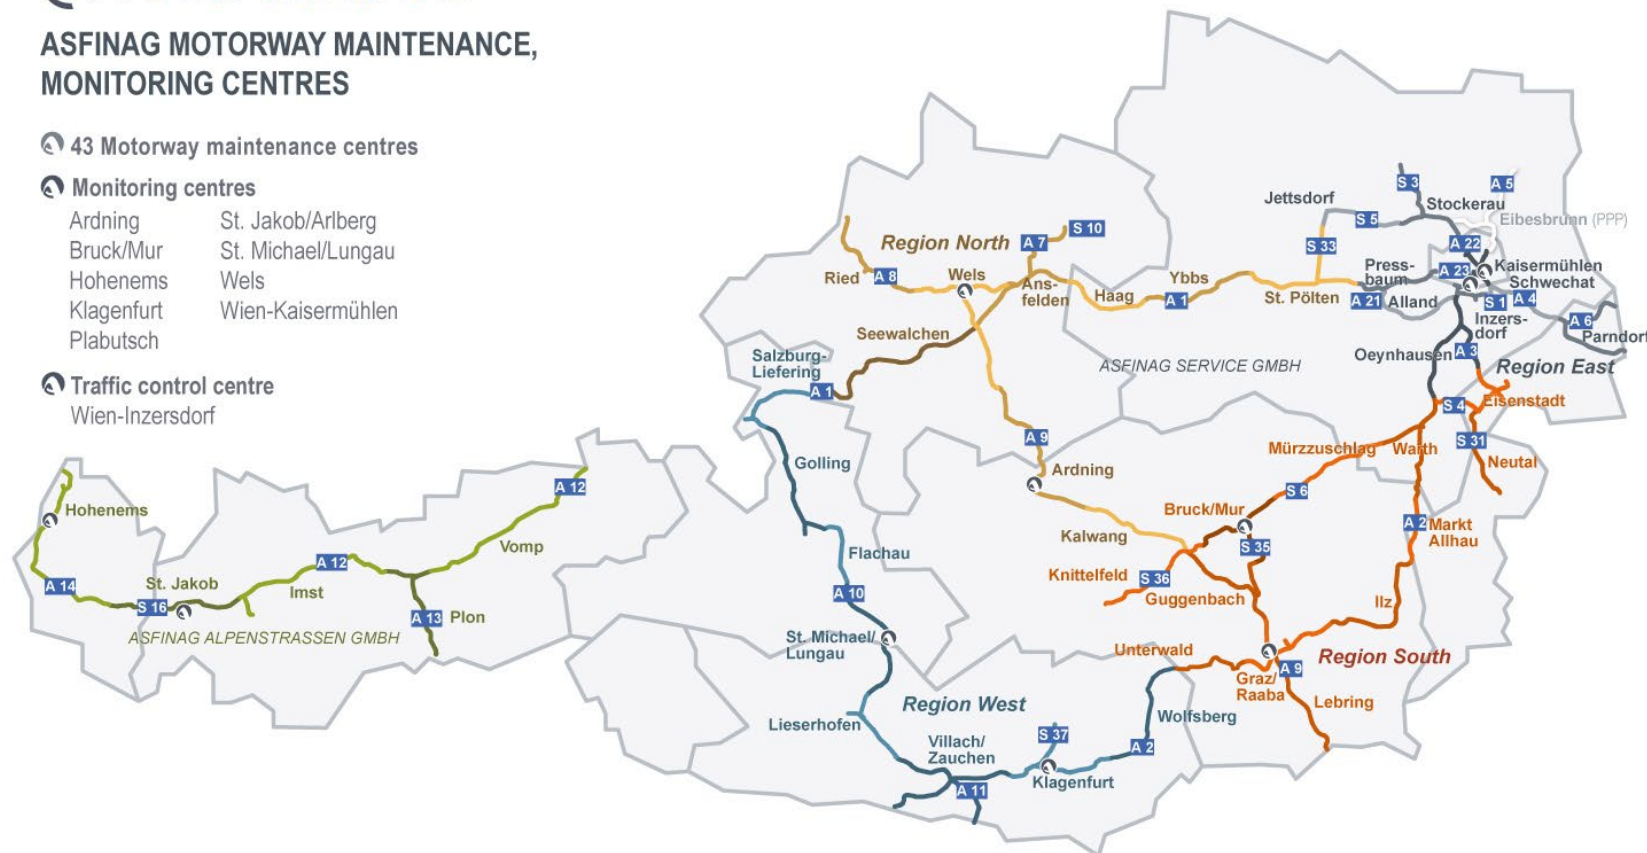 ASFINAG MOTORWAY MAINTENANCE,
MONITORING CENTRES
43 Motorway maintenance centres
Monitoring centres
Ardning
St. Jakob/Arlberg
Bruck/Mur
St. Michael/Lungau
Hohenems
Wels
Klagenfurt
Wien-Kaisermühlen
Plabutsch
Traffic control centre
Wien-Inzersdorf
S 3
A 5
Jettsdorf
Stockerau
S 5
Eibesbrunn (PPP)
S 10
A 7
Region North
S 33
A 22
Ried
A 8
Wels
Ans-
felden
Haag
Ybbs
A 1
St. Pölten
Press-
baum
A 23
Kaisermühlen
Schwechat
A 21
Alland
S 1
A 4
Inzers-
dorf
A 6
Parndorf
Seewalchen
Salzburg-
Liefering
A 1
ASFINAG SERVICE GMBH
Oeynhausen
A 3
Region East
S 4
Eisenstadt
A 9
Ardning
Mürzzuschlag
Warth
S 31
Neutal
Golling
S 6
Bruck/Mur
A 2
Markt
Allhau
Kalwang
S 35
Flachau
Knittelfeld
S 36
Guggenbach
Ilz
A 10
St. Michael/
Lungau
Unterwald
Region South
Graz/
Raaba
A 9
Lebring
Region West
Lieserhofen
Wolfsberg
Villach/
Zauchen
S 37
A 2
Klagenfurt
A 11
A 12
Hohenems
Vomp
A 12
A 14
St. Jakob
S 16
Imst
A 13
Plon
ASFINAG ALPENSTRASSEN GMBH